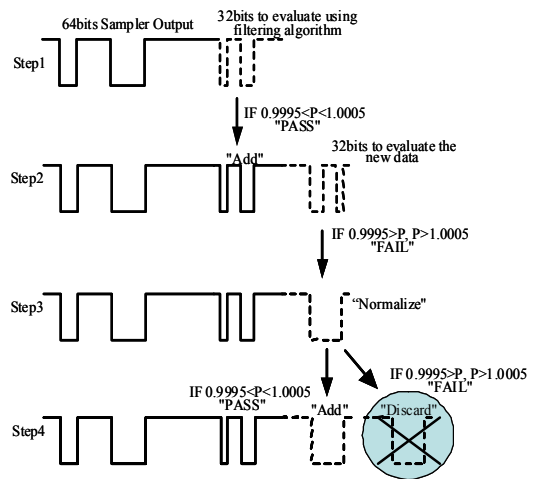 64bits Sampler Output
32bits to evaluate using
filtering algorithm
Step1
IF 0.9995<P<1.0005
"PASS"
"Add"
32bits to evaluate the
new data
Step2
IF 0.9995>P, P>1.0005
"FAIL"
Step3
“Normalize"
IF 0.9995>P, P>1.0005
"FAIL"
IF 0.9995<P<1.0005
"PASS"
"Add"
"Discard"
Step4